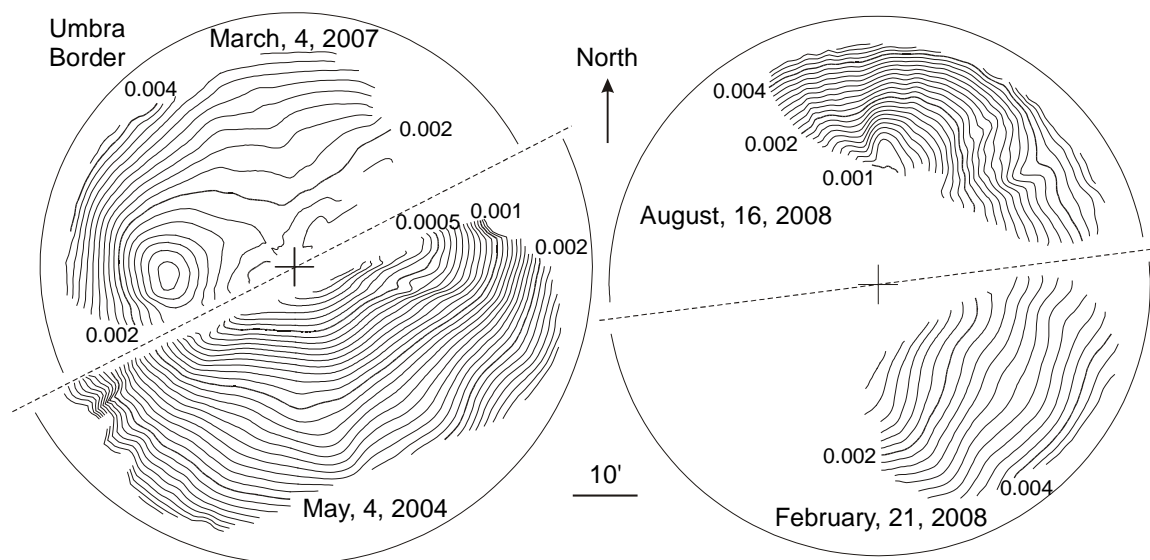 Umbra
Border
March, 4, 2007
0.004
0.002
0.0005
0.001
0.002
0.002
May, 4, 2004
North
10'
0.004
0.002
0.001
August, 16, 2008
0.002
0.004
February, 21, 2008